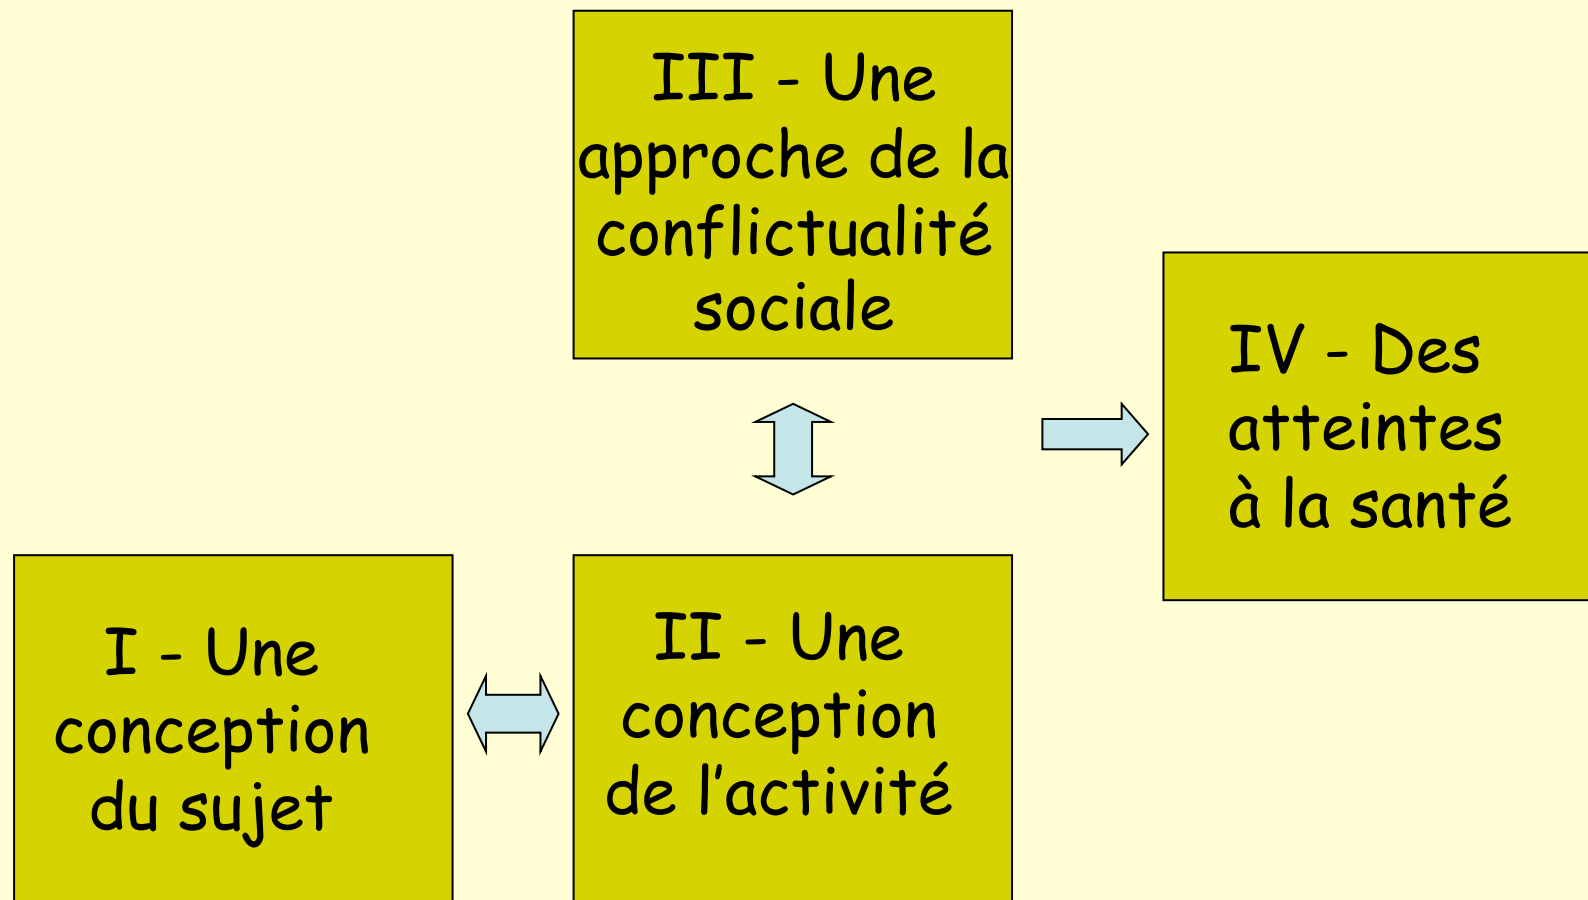 III - Une
approche de la
conflictualité
sociale
IV - Des
atteintes
à la santé
I - Une
conception
du sujet
II - Une
conception
de l'activité